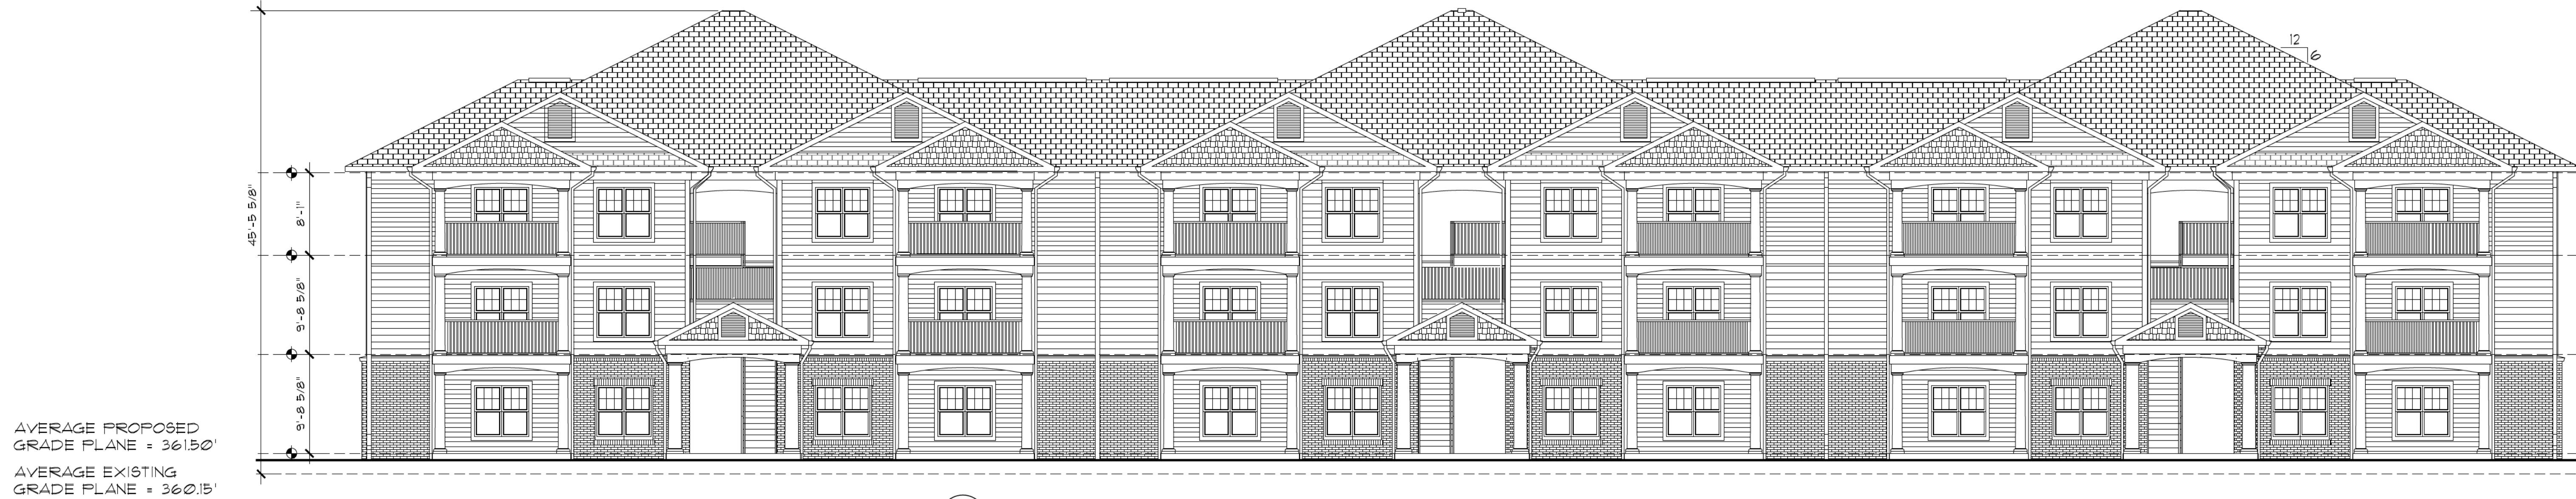 12
6
45'-5 5/8"
8'-1"
9'-8 5/8"
9'-8 5/8"
AVERAGE PROPOSED
GRADE PLANE = 361.50'
AVERAGE EXISTING
GRADE PLANE = 360.15'